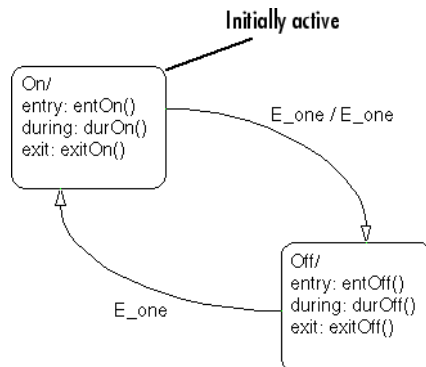 Initially active
On/
entry: entOn()
during: durOn()
exit: exitOn()
E_one / E_one
Off/
entry: entOff()
during: durOff()
exit: exitOff()
E_one